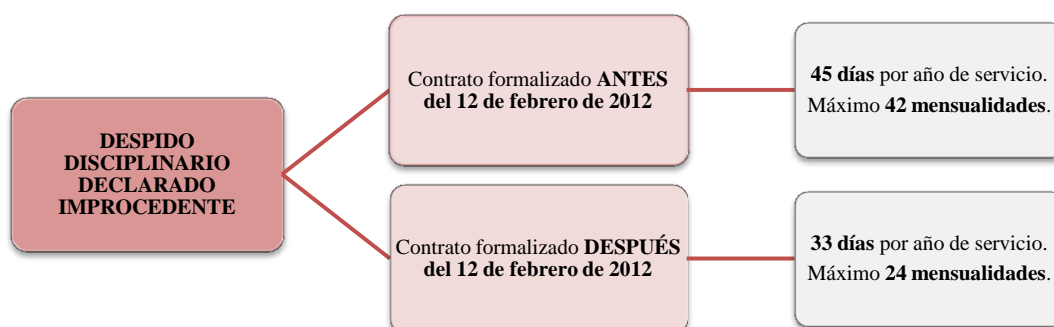 DESPIDO
DISCIPLINARIO
DECLARADO
IMPROCEDENTE
Contrato formalizado ANTES
del 12 de febrero de 2012
45 días por año de servicio.
Máximo 42 mensualidades.
Contrato formalizado DESPUÉS
del 12 de febrero de 2012
33 días por año de servicio.
Máximo 24 mensualidades.